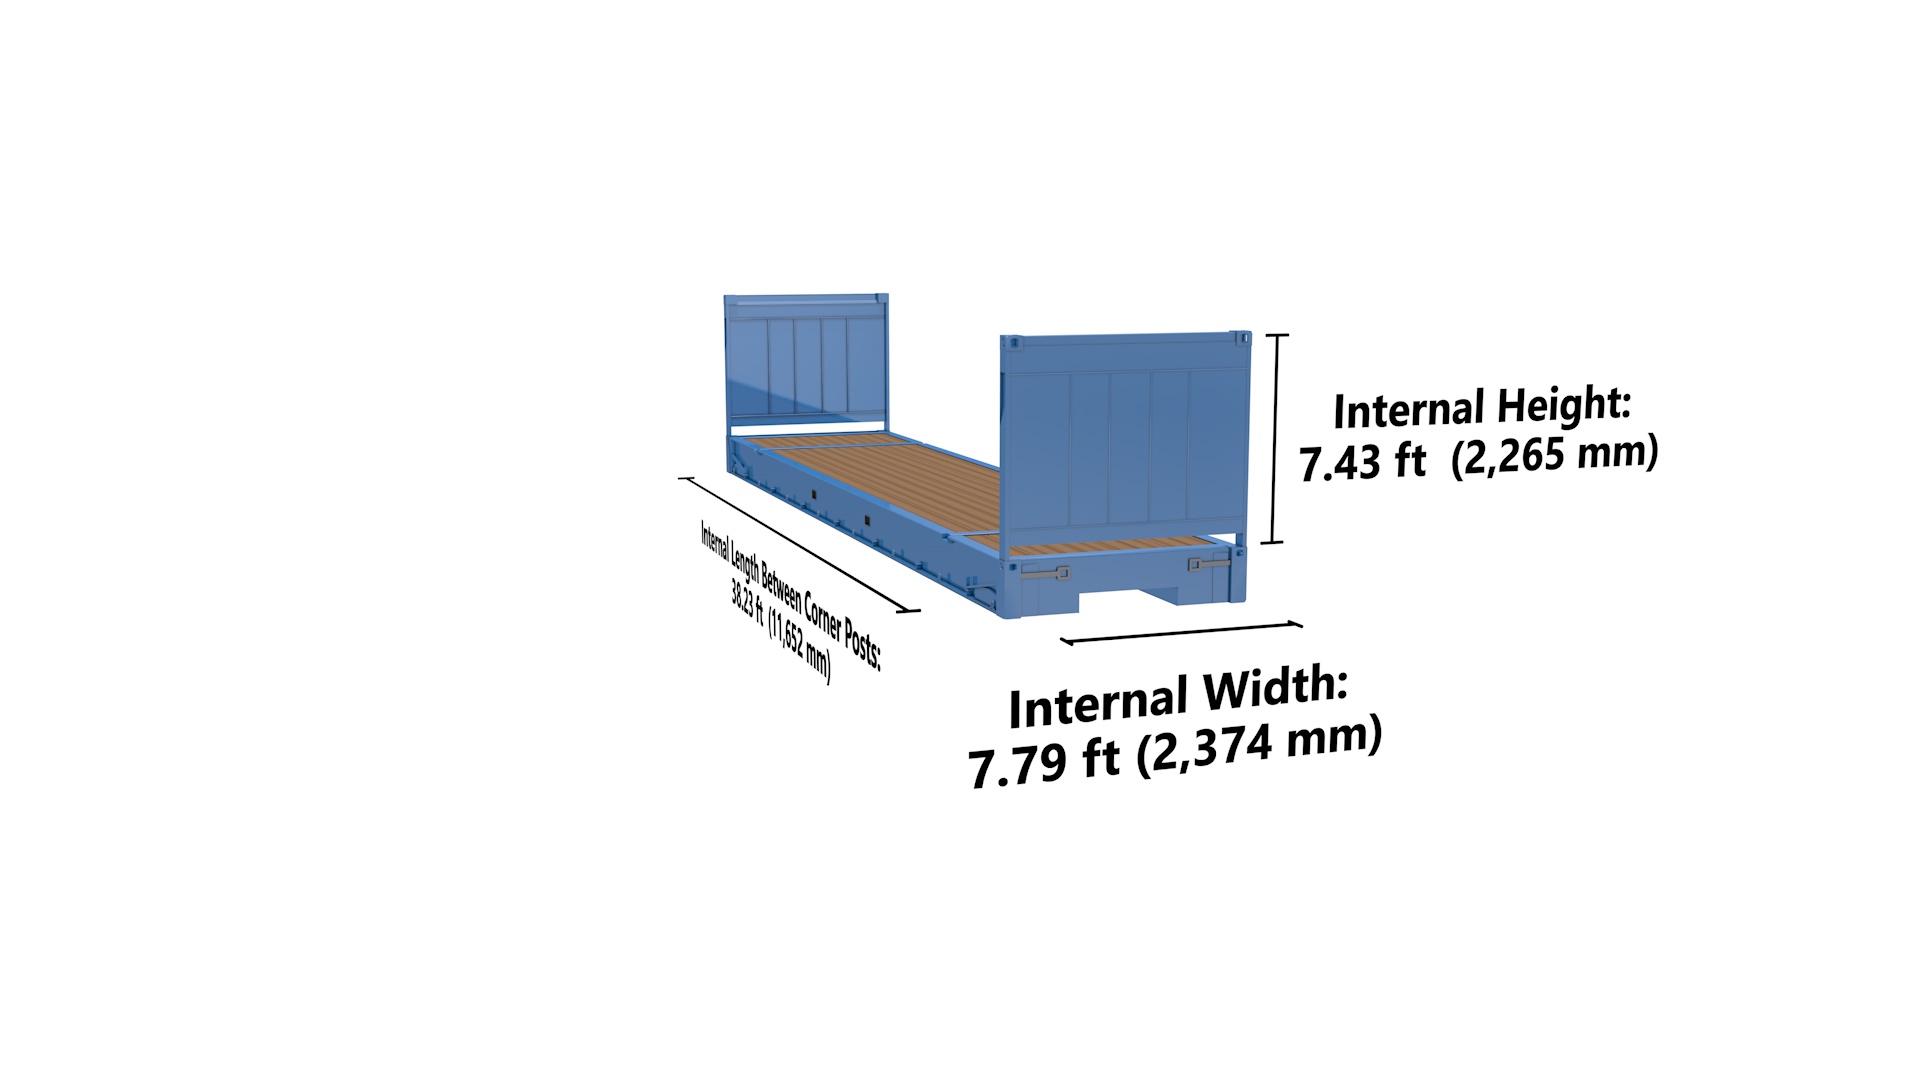 Internal Height:
7.43 ft (2,265 mm)
Internal Length Between Corner Posts:
38.23 ft (11,652 mm)
Internal Width:
7.79 ft (2,374 mm)